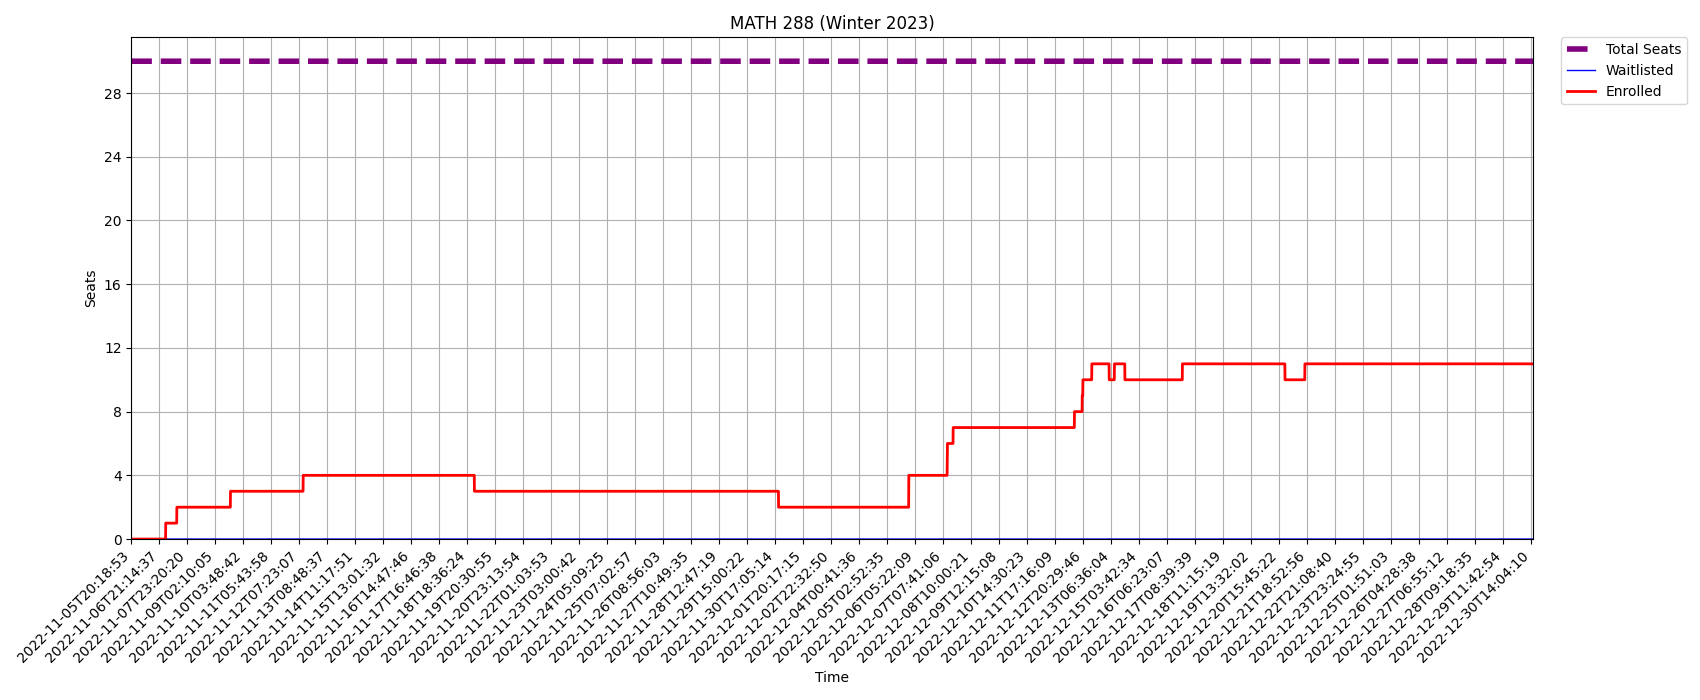 MATH 288 (Winter 2023)
Total Seats
Waitlisted
Enrolled
Seats
28
24
20
16
12
8
4
0
2022-11-05T20:18:53
2022-11-06T21:14:37
2022-11-07T23:20:20
2022-11-09T02:10:05
2022-11-10T03:48:42
2022-11-11T05:43:58
2022-11-12T07:23:07
2022-11-13T08:48:37
2022-11-14T11:17:51
2022-11-15T13:01:32
2022-11-16T14:47:46
2022-11-17T16:46:38
2022-11-18T18:36:24
2022-11-19T20:30:55
2022-11-20T23:13:54
2022-11-22T01:03:53
2022-11-23T03:00:42
2022-11-24T05:09:25
2022-11-25T07:02:57
2022-11-26T08:56:03
2022-11-27T10:49:35
2022-11-28T12:47:19
2022-11-29T15:00:22
2022-11-30T17:05:14
2022-12-01T20:17:15
2022-12-02T22:32:50
2022-12-04T00:41:36
2022-12-05T02:52:35
2022-12-06T05:22:09
2022-12-07T07:41:06
2022-12-08T10:00:21
2022-12-09T12:15:08
2022-12-10T14:30:23
2022-12-11T17:16:09
2022-12-12T20:29:46
2022-12-13T06:36:04
2022-12-15T03:42:34
2022-12-16T06:23:07
2022-12-17T08:39:39
2022-12-18T11:15:19
2022-12-19T13:32:02
2022-12-20T15:45:22
2022-12-21T18:52:56
2022-12-22T21:08:40
2022-12-23T23:24:55
2022-12-25T01:51:03
2022-12-26T04:28:38
2022-12-27T06:55:12
2022-12-28T09:18:35
2022-12-29T11:42:54
2022-12-30T14:04:10
Time